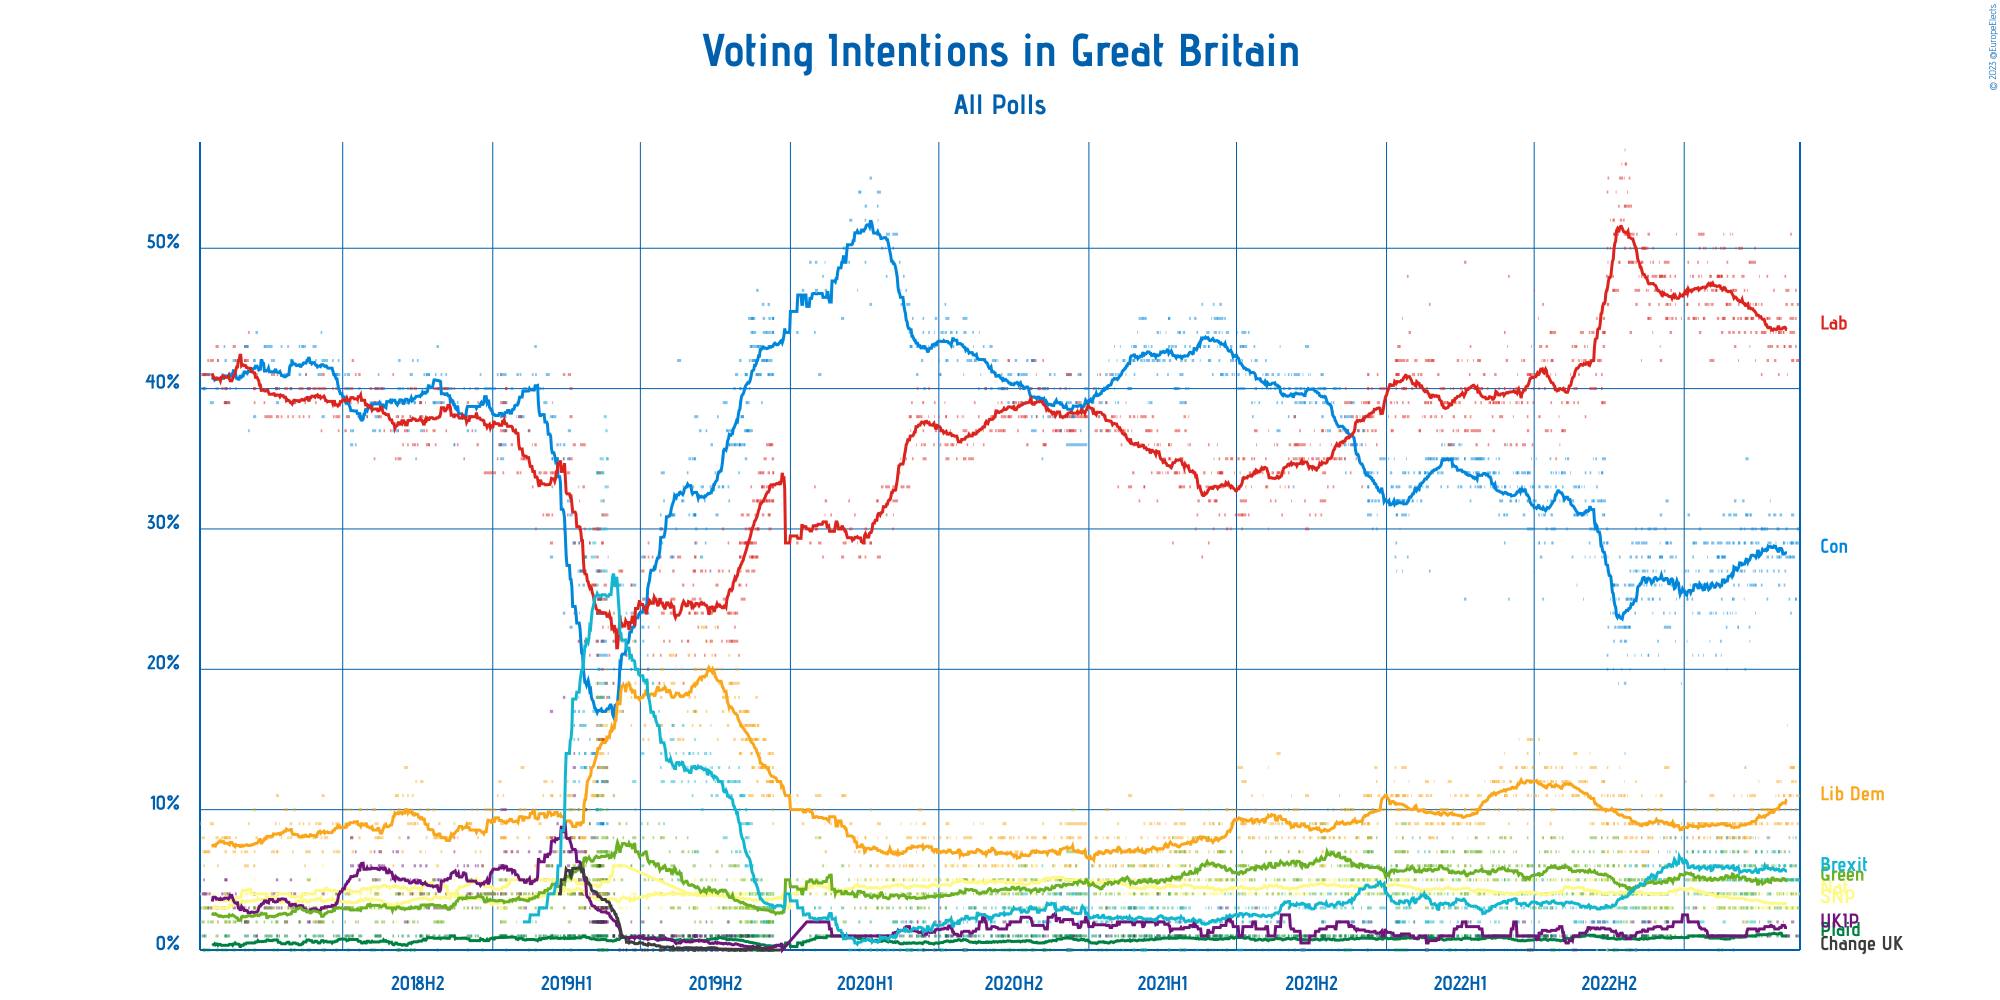 © 2023 @EuropeElects
Voting Intentions in Great Britain
All Polls
50%
40%
30%
20%
10%
0%
Lab
Con
Lib Dem
Brexit
Green
SNP
UKIP
Plaid
Change UK
2018H2
2019H1
2019H2
2020H1
2020H2
2021H1
2021H2
2022H1
2022H2